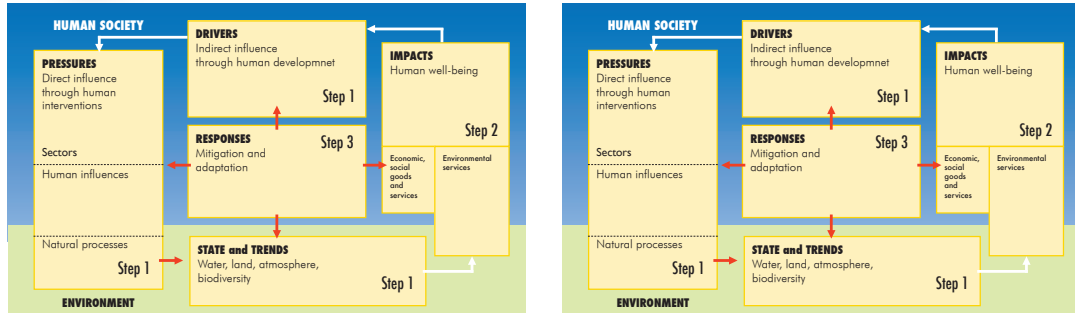 HUMAN SOCIETY
DRIVERS
Indirect influence
through human developmnet
Step 1
IMPACTS
Human well-being
Step 2
PRESSURES
Direct influence
through human
interventions
Sectors
Human influences
Natural processes
Step 1
RESPONSES
Step 3
Mitigation and
adaptation
Economic,
social
goods
and
services
Environmental
services
STATE and TRENDS
Water, land, atmosphere,
biodiversity
Step 1
ENVIRONMENT
HUMAN SOCIETY
DRIVERS
Indirect influence
through human developmnet
Step 1
IMPACTS
Human well-being
Step 2
PRESSURES
Direct influence
through human
interventions
Sectors
Human influences
Natural processes
Step 1
RESPONSES
Step 3
Mitigation and
adaptation
Economic,
social
goods
and
services
Environmental
services
STATE and TRENDS
Water, land, atmosphere,
biodiversity
Step 1
ENVIRONMENT